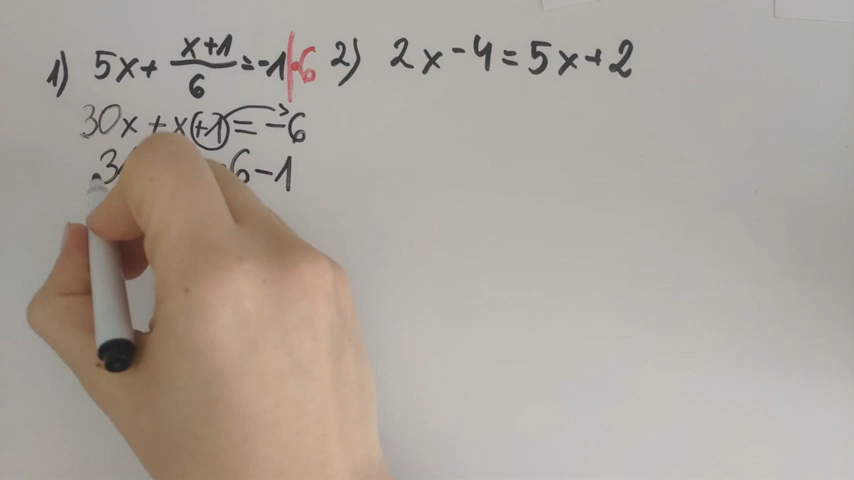 1) 5x+ x+1/6 =-1|·6
30x+x+1=-6
6-1
2) 2x-4=5x+2